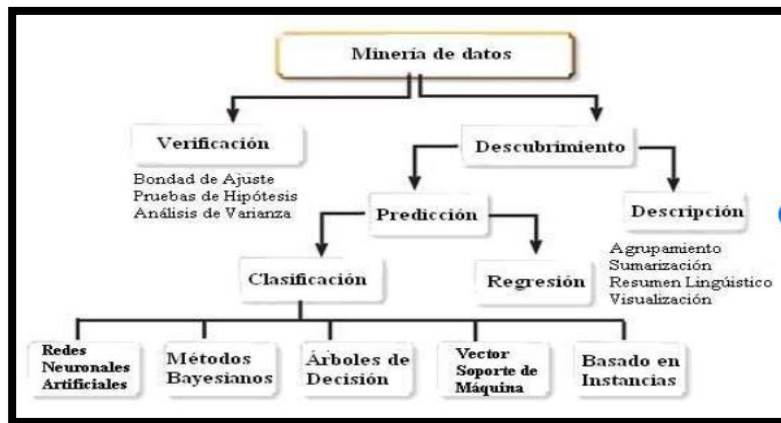 Minería de datos
Verificación
Bondad de Ajuste
Pruebas de Hipótesis
Análisis de Varianza
Descubrimiento
Predicción
Descripción
Agrupamiento
Sumarización
Resumen Lingúistico
Visualización
Clasificación
Regresión
Redes
Neuronales
Artificiales
Métodos
Bayesianos
Árboles de
Decisión
Vector
Soporte de
Máquina
Basado en
Instancias